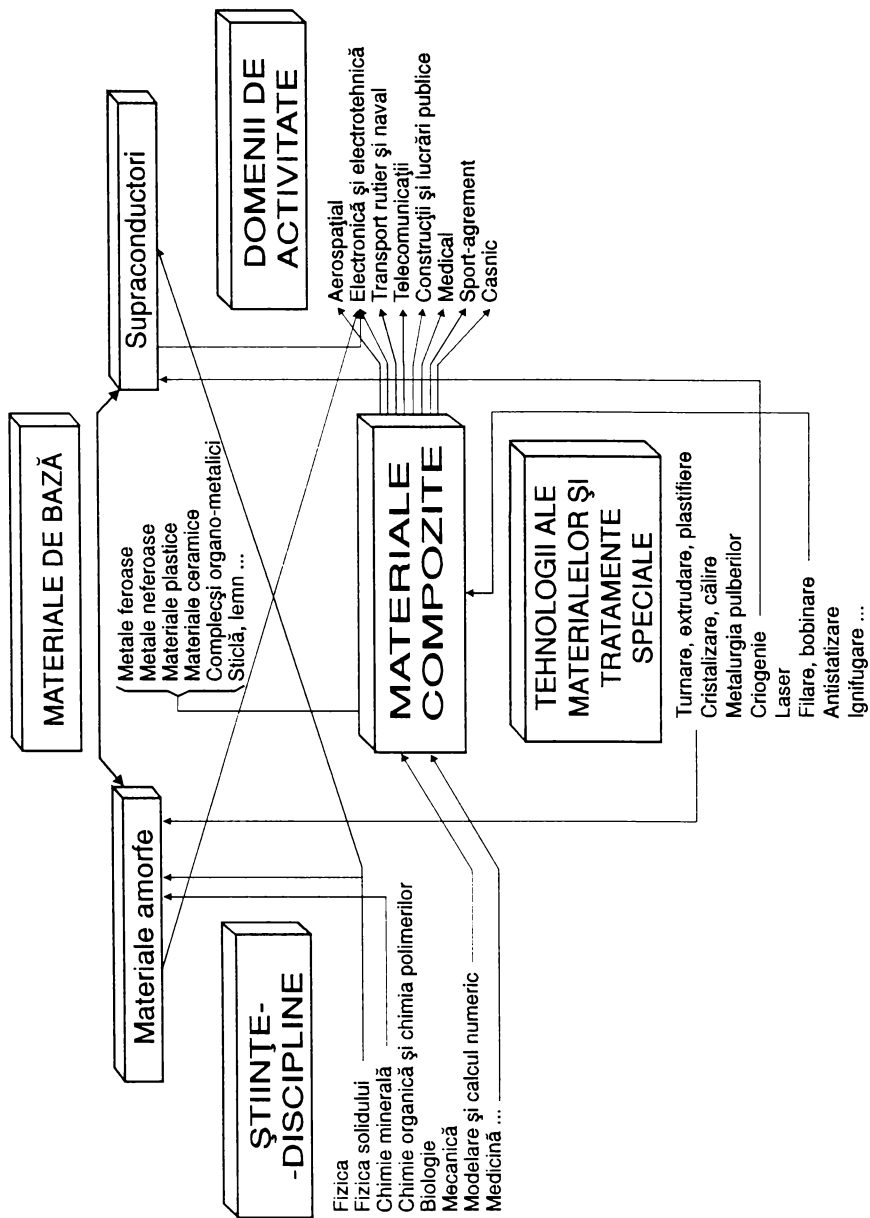 MATERIALE DE BAZĂ
Materiale amorfe
Supraconductori
Metale feroase
Metale neferoase
Materiale plastice
Materiale ceramice
Complecşi organo-metalici
Sticlă, lemn ...
ŞTIINŢE-
-DISCIPLINE
DOMENII DE
ACTIVITATE
Fizica
Fizica solidului
Chimie minerală
Chimie organică şi chimia polimerilor
Biologie
Mecanică
Modelare şi calcul numeric
Medicină ...
MATERIALE
COMPOZITE
Aerospaţial
Electronică şi electrotehnică
Transport rutier şi naval
Telecomunicaţii
Construcţii şi lucrări publice
Medical
Sport-agrement
Casnic
TEHNOLOGII ALE
MATERIALELOR ŞI
TRATAMENTE
SPECIALE
Turnare, extrudare, plastifiere
Cristalizare, călire
Metalurgia pulberilor
Criogenie
Laser
Filare, bobinare
Antistatizare
Ignifugare ...